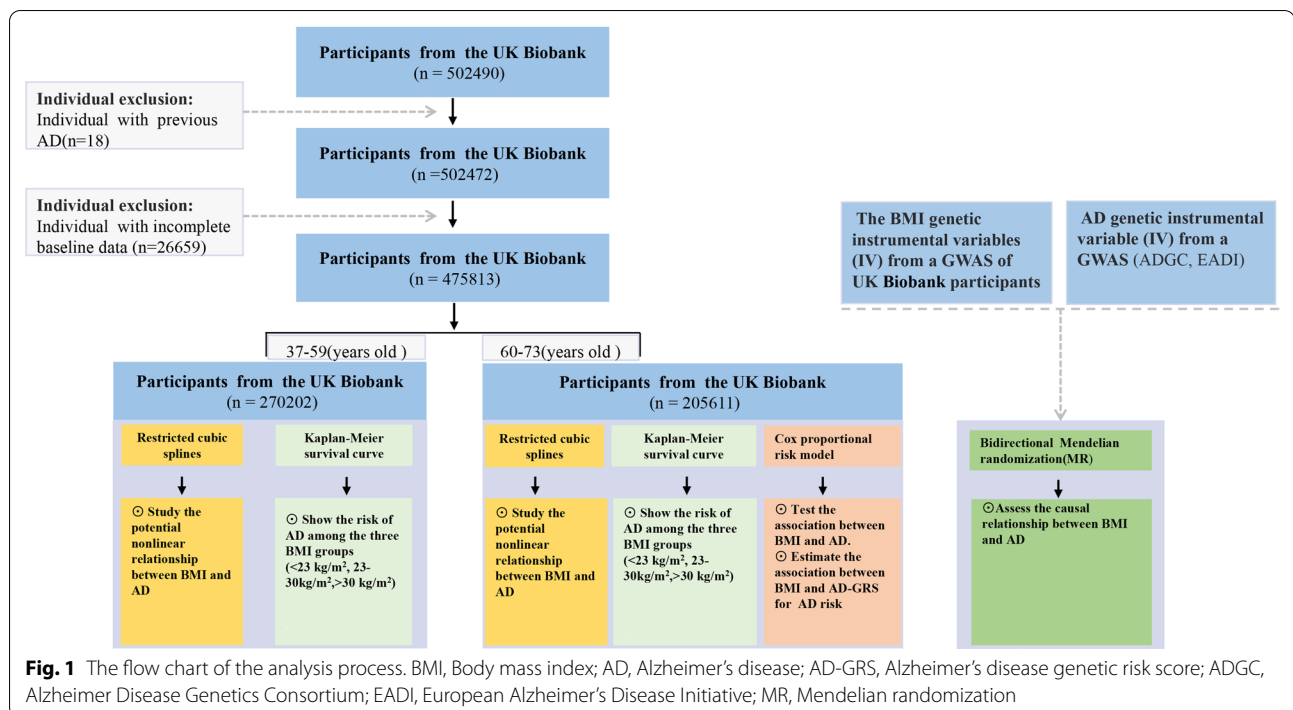 Participants from the UK Biobank
(n = 502490)
Individual exclusion:
Individual with previous
AD(n=18)
Participants from the UK Biobank
(n =502472)
Individual exclusion:
Individual with incomplete
baseline data (n=26659)
Participants from the UK Biobank
(n = 475813)
The BMI genetic
instrumental variables
(IV) from a GWAS of
UK Biobank participants
AD genetic instrumental
variable (IV) from a
GWAS (ADGC, EADI)
37-59(years old )
60-73(years old )
Participants from the UK Biobank
(n = 270202)
Participants from the UK Biobank
(n = 205611)
Restricted cubic
splines
Kaplan-Meier
survival curve
Restricted cubic
splines
Kaplan-Meier
survival curve
Cox proportional
risk model
Bidirectional Mendelian
randomization(MR)
⊙ Study the
potential
nonlinear
relationship
between BMI and
AD
⊙ Show the risk of
AD among the three
BMI groups
(<23 kg/m², 23-
30kg/m²,>30 kg/m²)
⊙ Study the
potential
nonlinear
relationship
between BMI and
AD
⊙ Show the risk of
AD among the three
BMI groups
(<23 kg/m², 23-
30kg/m²,>30 kg/m²)
⊙ Test the
association between
BMI and AD.
⊙ Estimate the
association between
BMI and AD-GRS
for AD risk
⊙Assess the causal
relationship between BMI
and AD
Fig. 1 The flow chart of the analysis process. BMI, Body mass index; AD, Alzheimer's disease; AD-GRS, Alzheimer's disease genetic risk score; ADGC,
Alzheimer Disease Genetics Consortium; EADI, European Alzheimer's Disease Initiative; MR, Mendelian randomization